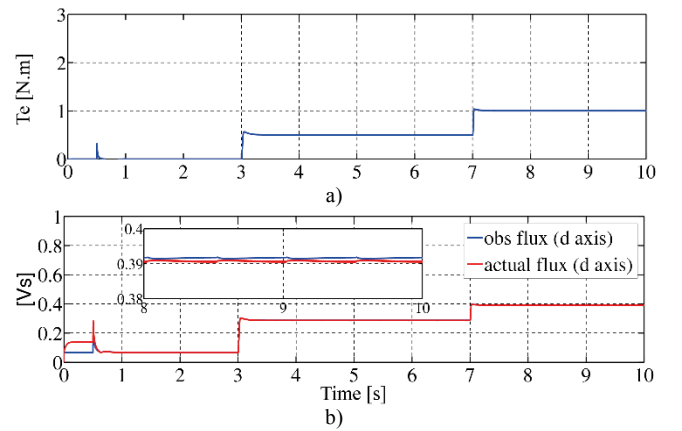 3
2
1
0
Te [N.m]
0 1 2 3 4 5 6 7 8 9 10
a)
1
0.8
0.6
0.4
0.2
0
[Vs]
0.4
0.39
0.38
8 9 10
obs flux (d axis)
actual flux (d axis)
0 1 2 3 4 5 6 7 8 9 10
Time [s]
b)